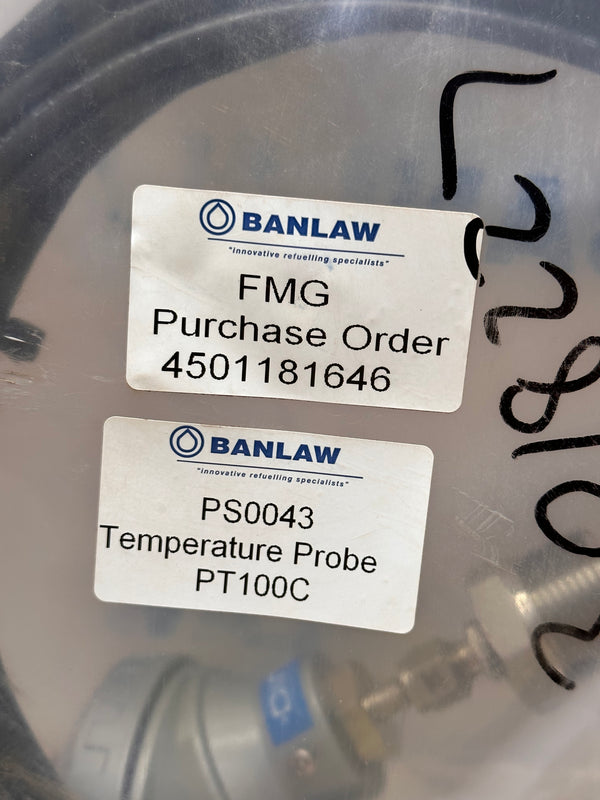 BANLAW
"innovative refuelling specialists"
FMG
Purchase Order
4501181646
BANLAW
"innovative refuelling specialists"
PS0043
Temperature Probe
PT100C